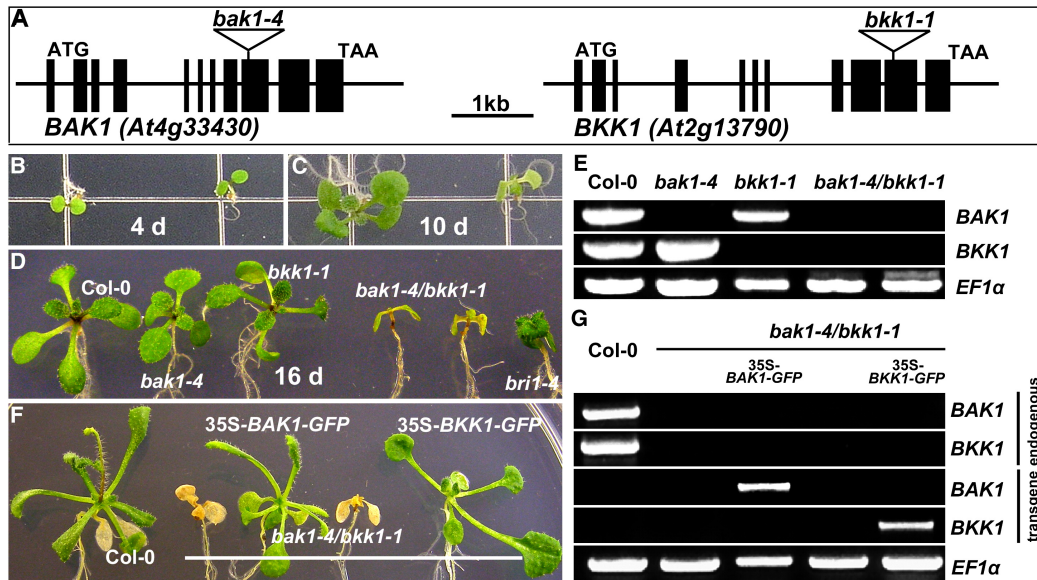 A
bak1-4
bkk1-1
ATG
TAA
ATG
TAA
1kb
BAK1 (At4g33430)
BKK1 (At2g13790)
B
4 d
C
10 d
D
Col-0
bkk1-1
bak1-4/bkk1-1
bak1-4
16 d
bri1-4
E
Col-0 bak1-4 bkk1-1 bak1-4/bkk1-1
BAK1
BKK1
EF1α
F
35S-BAK1-GFP
35S-BKK1-GFP
Col-0
bak1-4/bkk1-1
G
bak1-4/bkk1-1
Col-0
35S-
BAK1-GFP
35S-
BKK1-GFP
BAK1
BKK1
BAK1
BKK1
EF1α
transgene endogenous